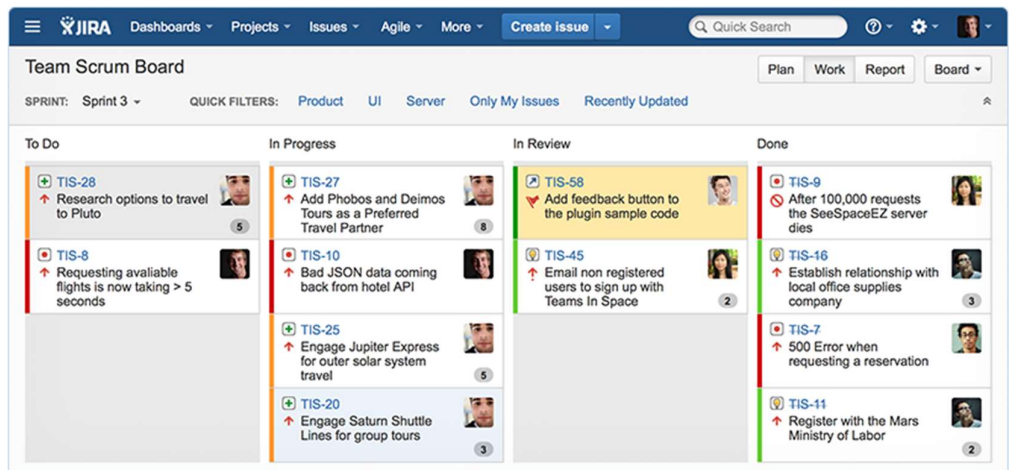 JIRA Dashboards Projects Issues Agile More Create issue Quick Search
Team Scrum Board
Plan Work Report Board
SPRINT: Sprint 3 QUICK FILTERS: Product UI Server Only My Issues Recently Updated
To Do
TIS-28
Research options to travel
to Pluto
5
TIS-8
Requesting avaliable
flights is now taking > 5
seconds
In Progress
TIS-27
Add Phobos and Deimos
Tours as a Preferred
Travel Partner
8
TIS-10
Bad JSON data coming
back from hotel API
TIS-25
Engage Jupiter Express
for outer solar system
travel
5
TIS-20
Engage Saturn Shuttle
Lines for group tours
3
In Review
TIS-58
Add feedback button to
the plugin sample code
TIS-45
Email non registered
users to sign up with
Teams In Space
2
Done
TIS-9
After 100,000 requests
the SeeSpaceEZ server
dies
TIS-16
Establish relationship with
local office supplies
company
3
TIS-7
500 Error when
requesting a reservation
TIS-11
Register with the Mars
Ministry of Labor
2